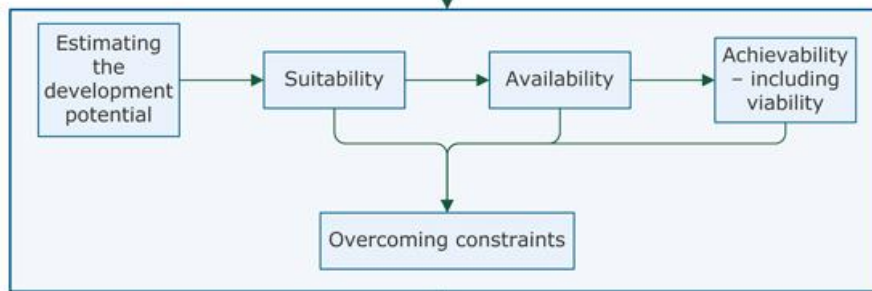 Estimating
the
development
potential
Suitability
Availability
Achievability
– including
viability
Overcoming constraints